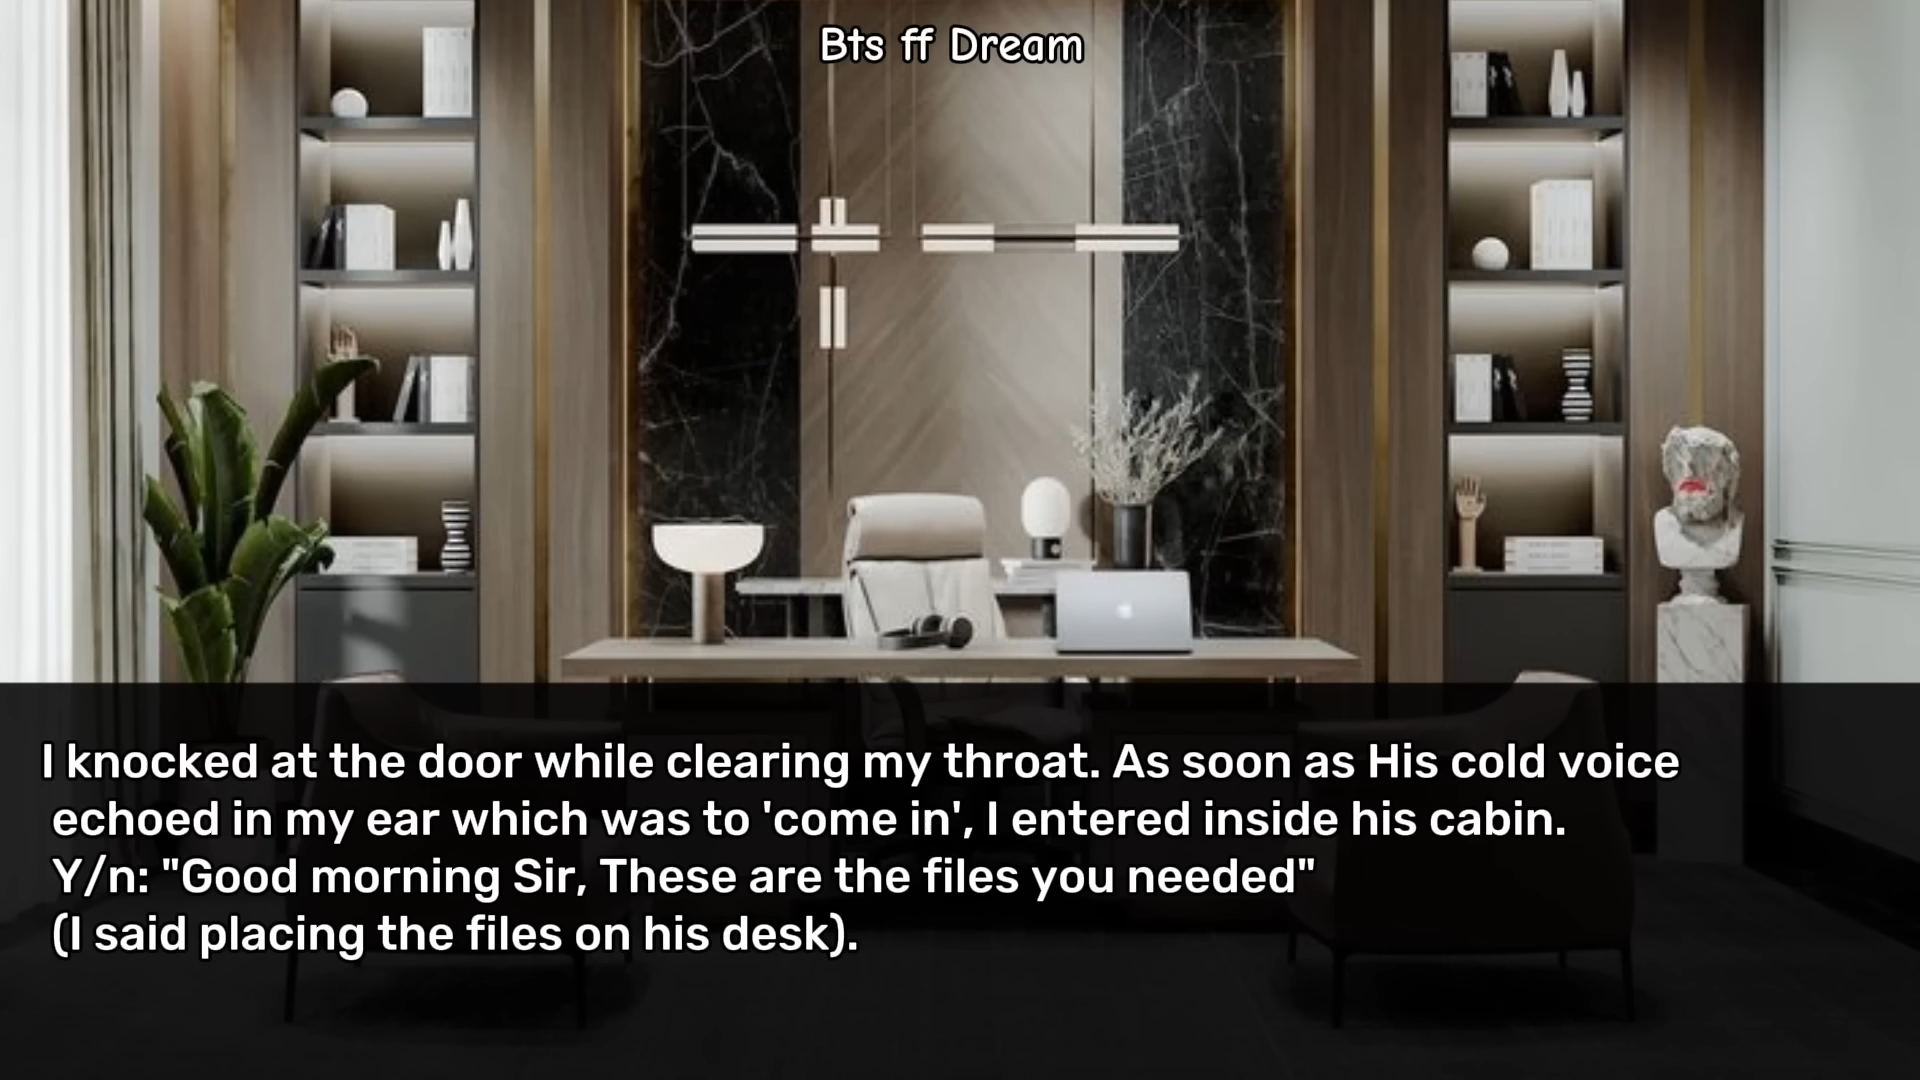 Bts ff Dream
I knocked at the door while clearing my throat. As soon as His cold voice
echoed in my ear which was to 'come in', I entered inside his cabin.
Y/n: "Good morning Sir, These are the files you needed"
(I said placing the files on his desk).